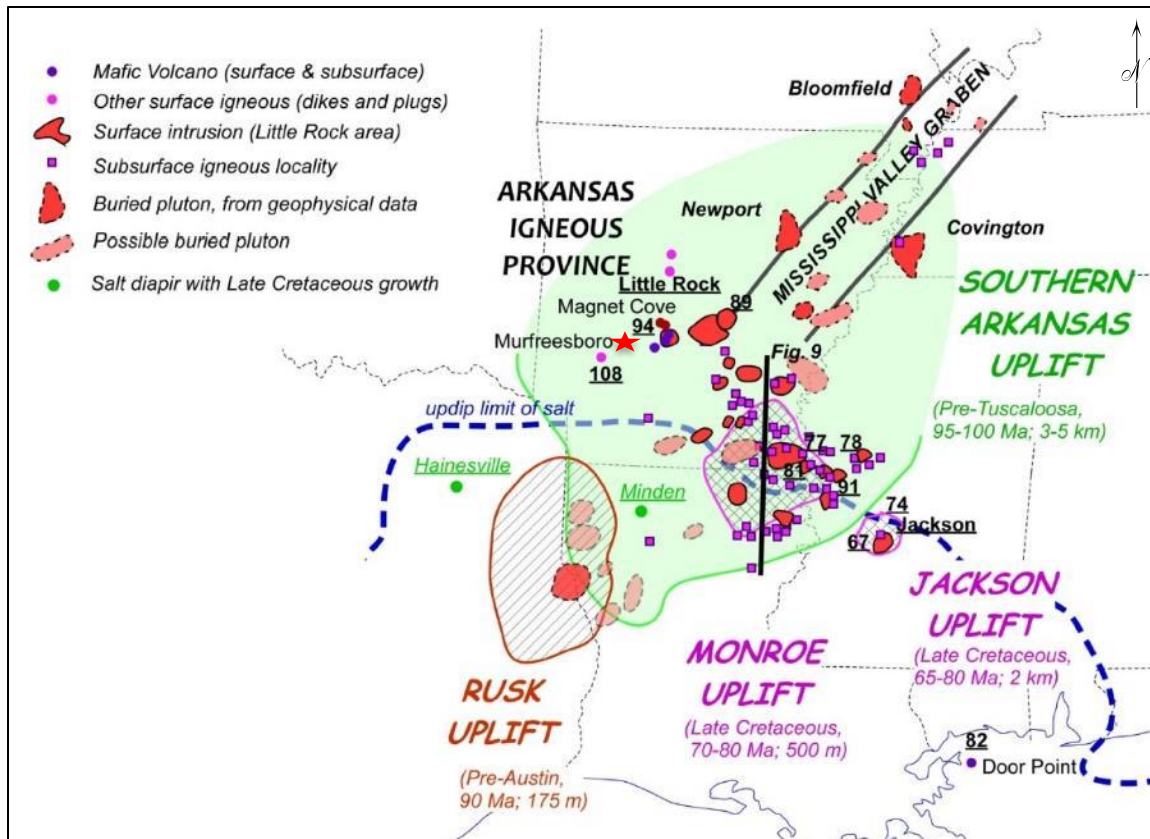 N
Mafic Volcano (surface & subsurface)
Other surface igneous (dikes and plugs)
Surface intrusion (Little Rock area)
Subsurface igneous locality
Buried pluton, from geophysical data
Possible buried pluton
Salt diapir with Late Cretaceous growth
Bloomfield
MISSISSIPPI VALLEY GRABEN
ARKANSAS
IGNEOUS
PROVINCE
Newport
Covington
Little Rock
Magnet Cove
89
94
Murfreesboro
108
Fig. 9
SOUTHERN
ARKANSAS
UPLIFT
(Pre-Tuscaloosa,
95-100 Ma; 3-5 km)
updip limit of salt
Hainesville
Minden
77
78
81
91
74
Jackson
67
JACKSON
UPLIFT
(Late Cretaceous,
65-80 Ma; 2 km)
MONROE
UPLIFT
(Late Cretaceous,
70-80 Ma; 500 m)
RUSK
UPLIFT
(Pre-Austin,
90 Ma; 175 m)
82
Door Point